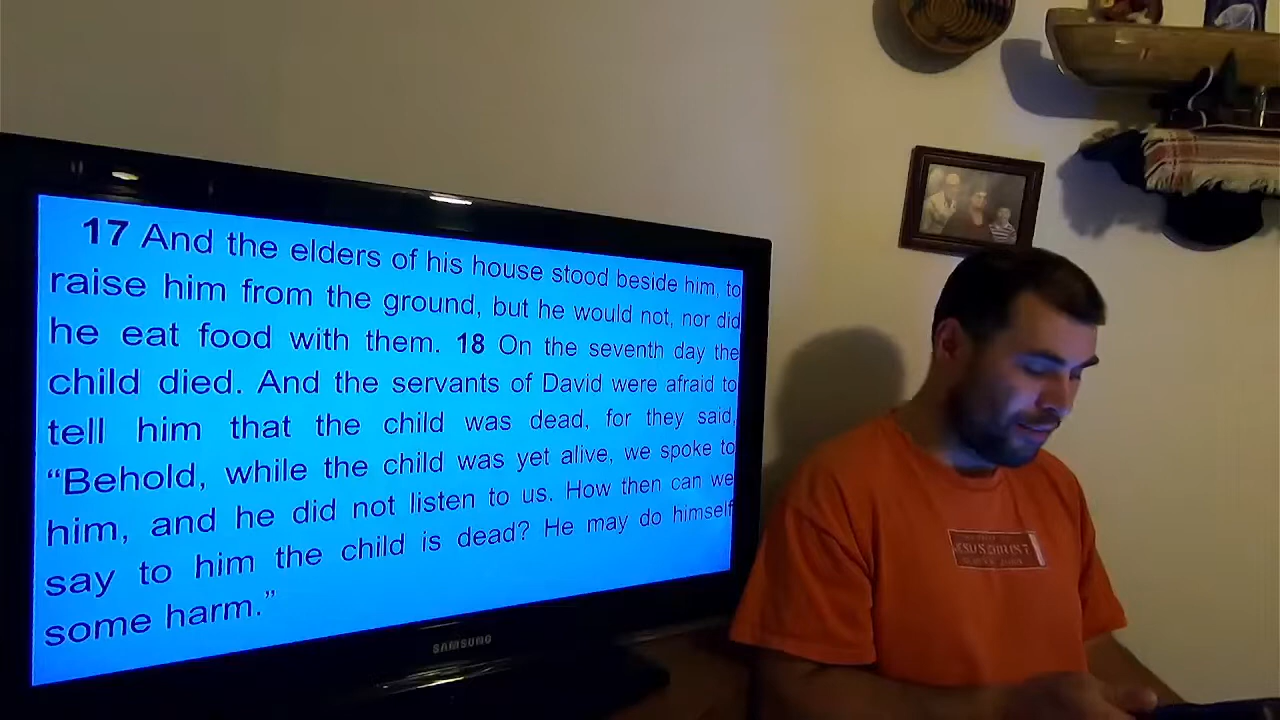 17 And the elders of his house stood beside him, to
raise him from the ground, but he would not, nor did
he eat food with them. 18 On the seventh day the
child died. And the servants of David were afraid to
tell him that the child was dead, for they said,
“Behold, while the child was yet alive, we spoke to
him, and he did not listen to us. How then can we
say to him the child is dead? He may do himself
some harm.”
SAMSUNG
JESUS CHRIST